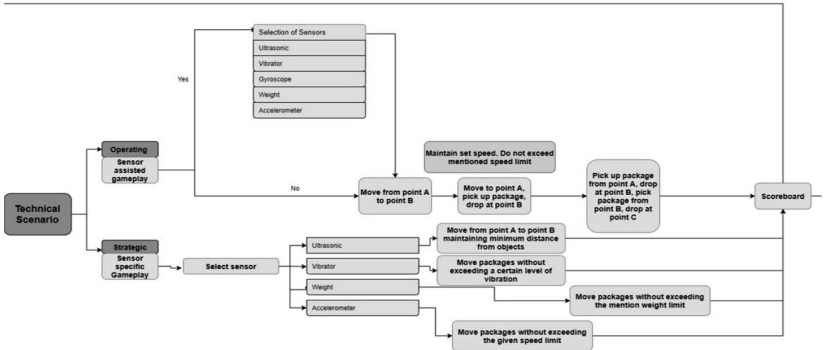 Selection of Sensors
Ultrasonic
Vibrator
Gyroscope
Weight
Accelerometer
Yes
Operating
Sensor
assisted
gameplay
No
Maintain set speed. Do not exceed
mentioned speed limit
Move from point A
to point B
Move to point A,
pick up package,
drop at point B
Pick up package
from point A, drop
at point B, pick
package from
point B, drop at
point C
Scoreboard
Technical
Scenario
Strategic
Sensor
specific
Gameplay
Select sensor
Ultrasonic
Vibrator
Weight
Accelerometer
Move from point A to point B
maintaining minimum distance
from objects
Move packages without
exceeding a certain level of
vibration
Move packages without exceeding
the mention weight limit
Move packages without exceeding
the given speed limit